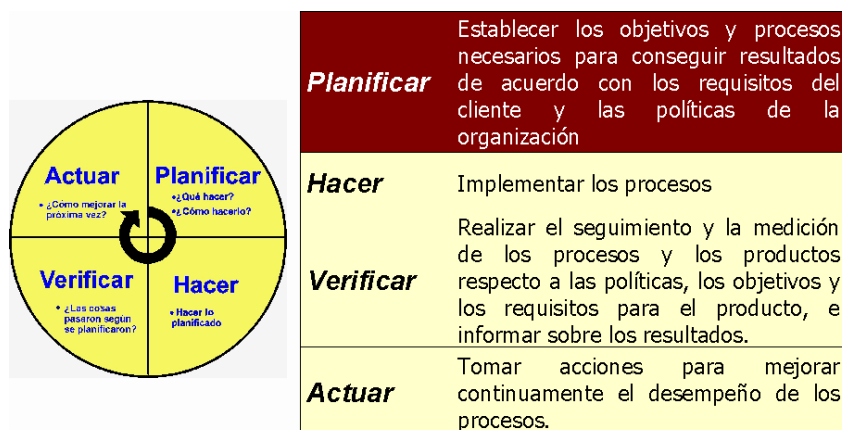 Actuar
• ¿Cómo mejorar la
próxima vez?
Planificar
•¿Qué hacer?
•¿Cómo hacerlo?
Verificar
• ¿Las cosas
pasaron según
se planificaron?
Hacer
• Hacer lo
planificado
Planificar
Establecer los objetivos y procesos
necesarios para conseguir resultados
de acuerdo con los requisitos del
cliente y las políticas de la
organización
Hacer
Implementar los procesos
Verificar
Realizar el seguimiento y la medición
de los procesos y los productos
respecto a las políticas, los objetivos y
los requisitos para el producto, e
informar sobre los resultados.
Actuar
Tomar acciones para mejorar
continuamente el desempeño de los
procesos.